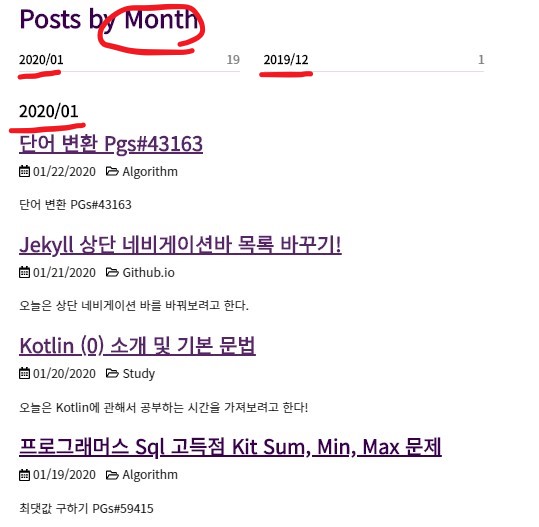 Posts by Month
2020/01 19 2019/12 1
2020/01
단어 변환 Pgs#43163
01/22/2020 Algorithm
단어 변환 PGs#43163
Jekyll 상단 네비게이션바 목록 바꾸기!
01/21/2020 Github.io
오늘은 상단 네비게이션 바를 바꿔보려고 한다.
Kotlin (0) 소개 및 기본 문법
01/20/2020 Study
오늘은 Kotlin에 관해서 공부하는 시간을 가져보려고 한다!
프로그래머스 Sql 고득점 Kit Sum, Min, Max 문제
01/19/2020 Algorithm
최댓값 구하기 PGs#59415